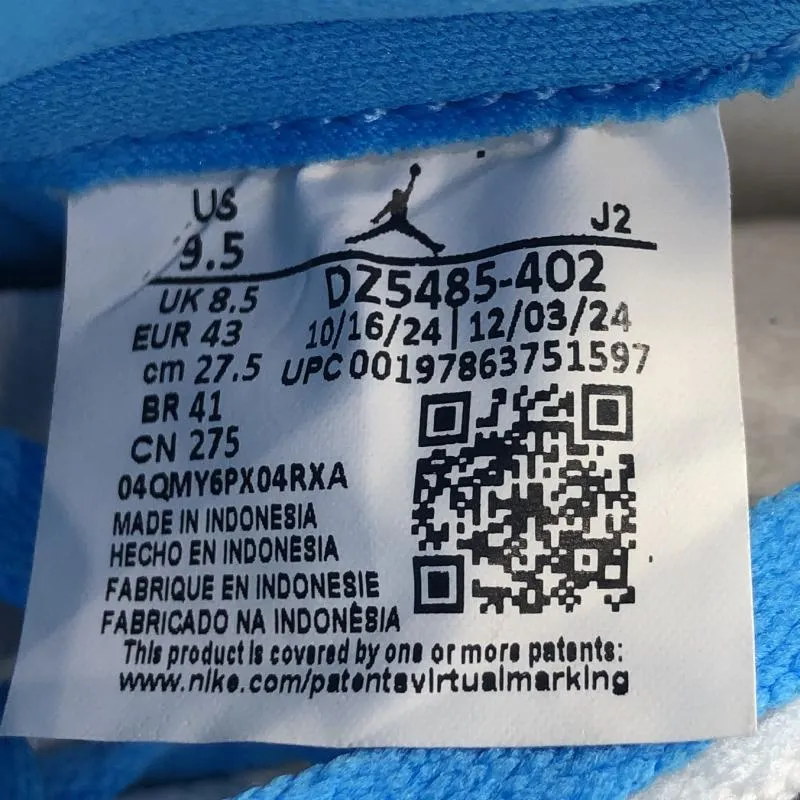 US
9.5
J2
UK 8.5
DZ5485-402
EUR 43
10/16/24 | 12/03/24
cm 27.5
UPC 00197863751597
BR 41
CN 275
04QMY6PX04RXA
MADE IN INDONESIA
HECHO EN INDONESIA
FABRIQUE EN INDONESIE
FABRICADO NA INDONÉSIA
This product is covered by one or more patents:
www.nike.com/patentsvirtualmarking